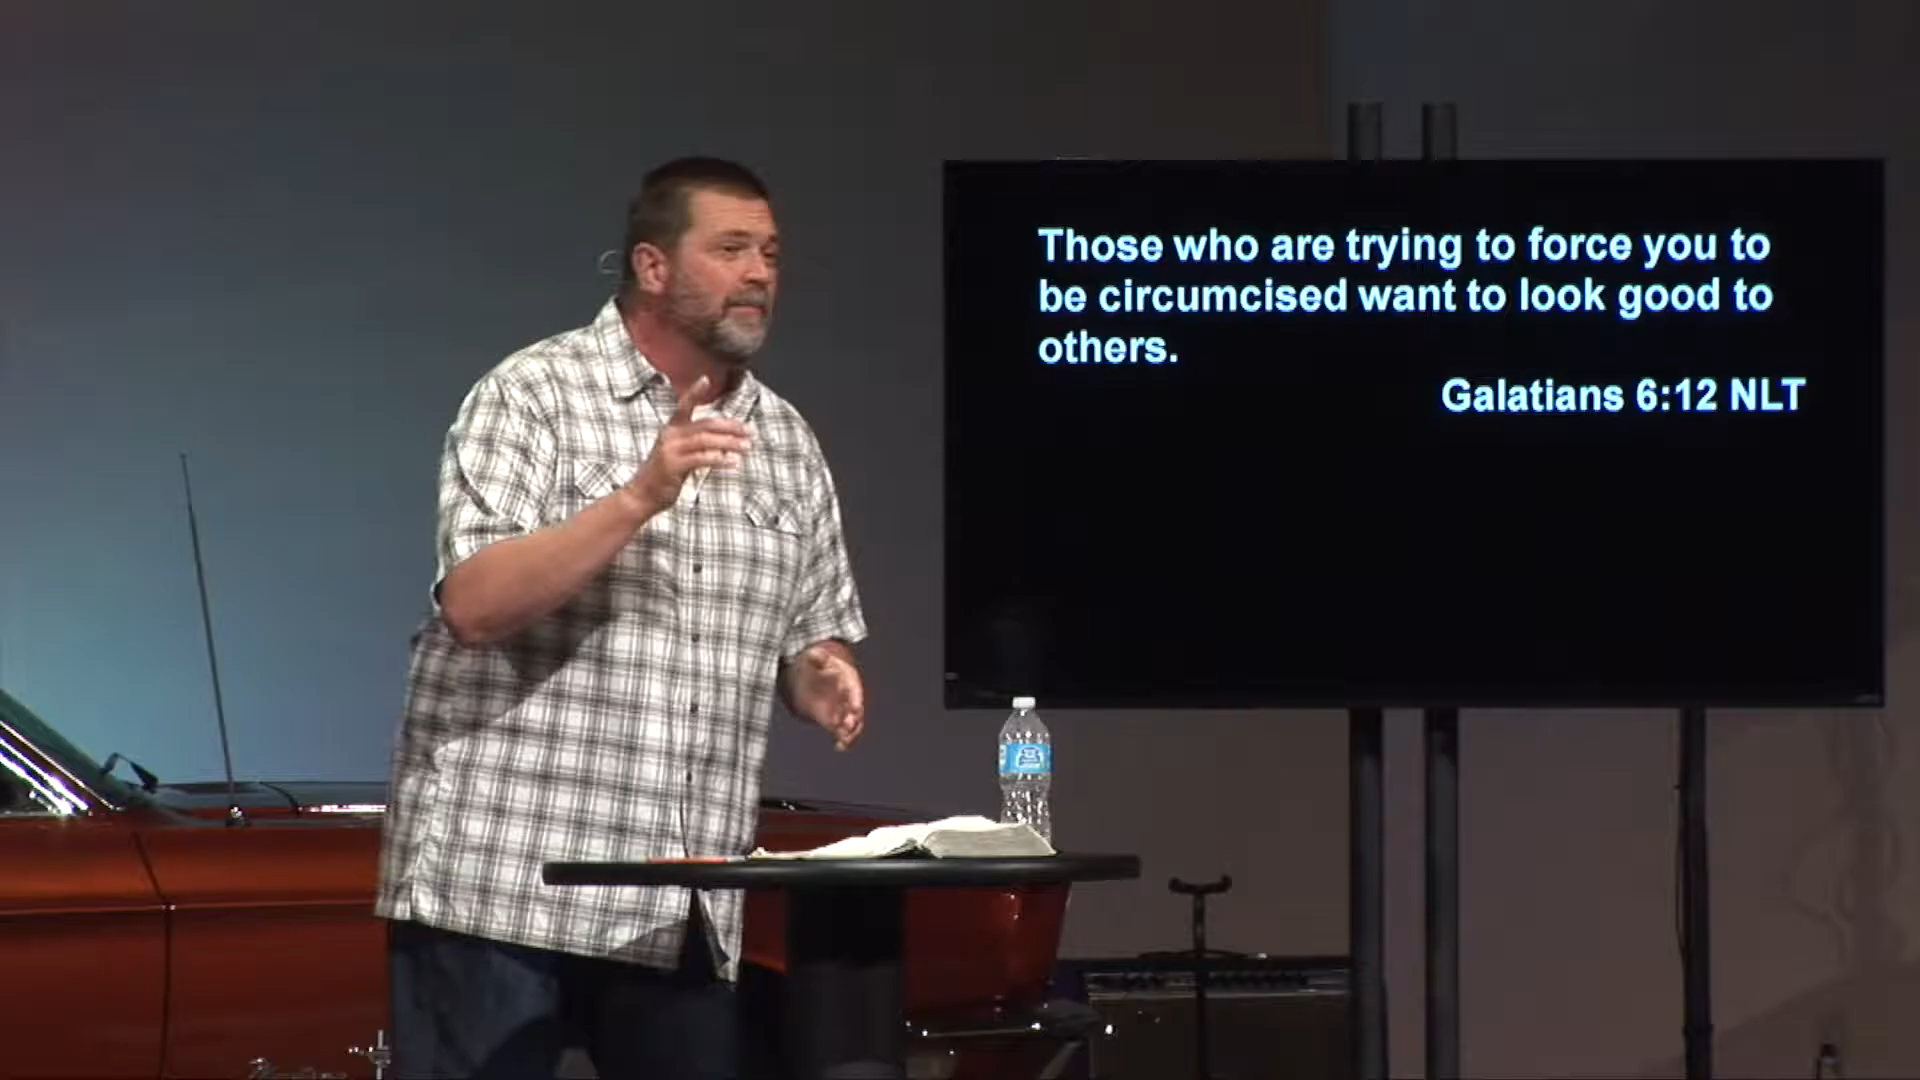 Those who are trying to force you to
be circumcised want to look good to
others.
Galatians 6:12 NLT